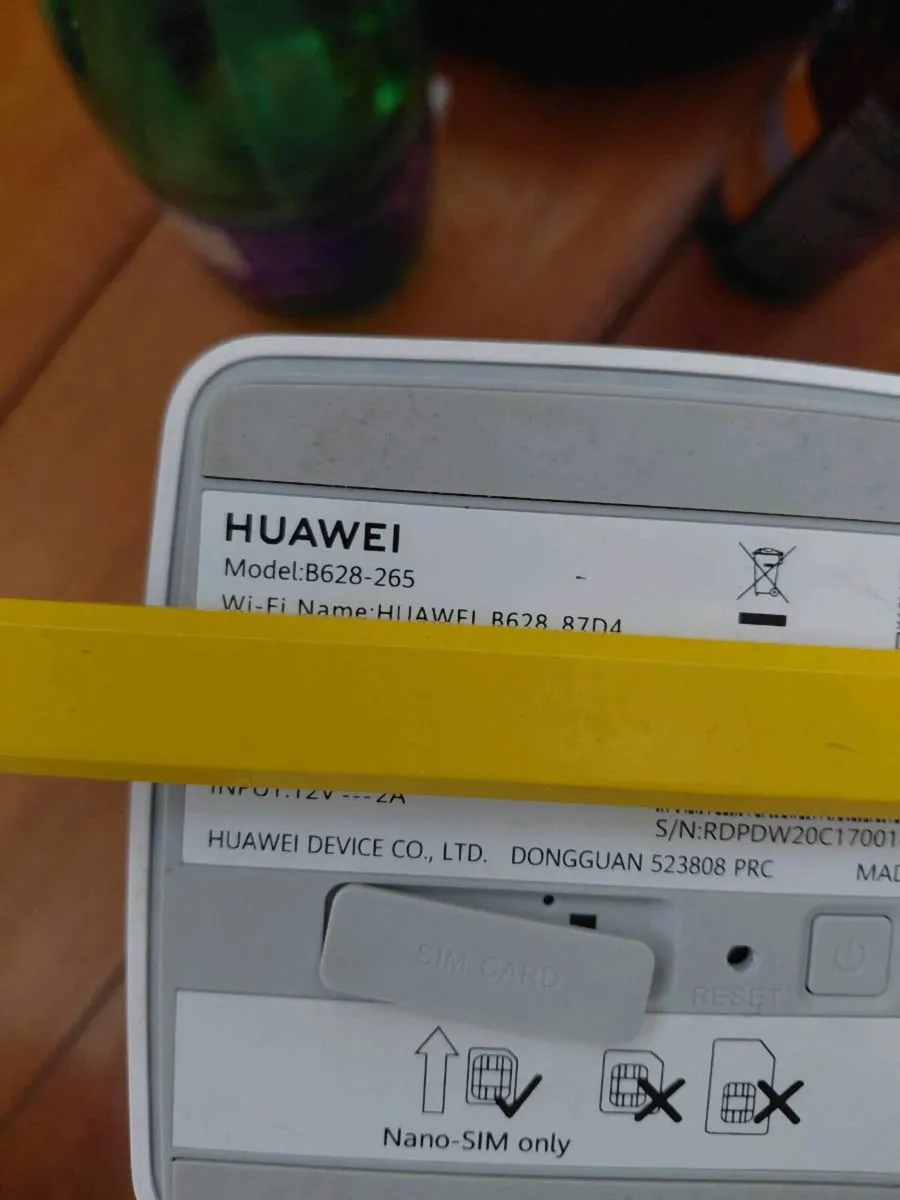 HUAWEI
Model:B628-265
Wi-Fi Name:HUAWEI_B628_87D4
INPUT:12V⎓2A
S/N:RDPDW20C17001
HUAWEI DEVICE CO., LTD. DONGGUAN 523808 PRC
SIM CARD
RESET
Nano-SIM only